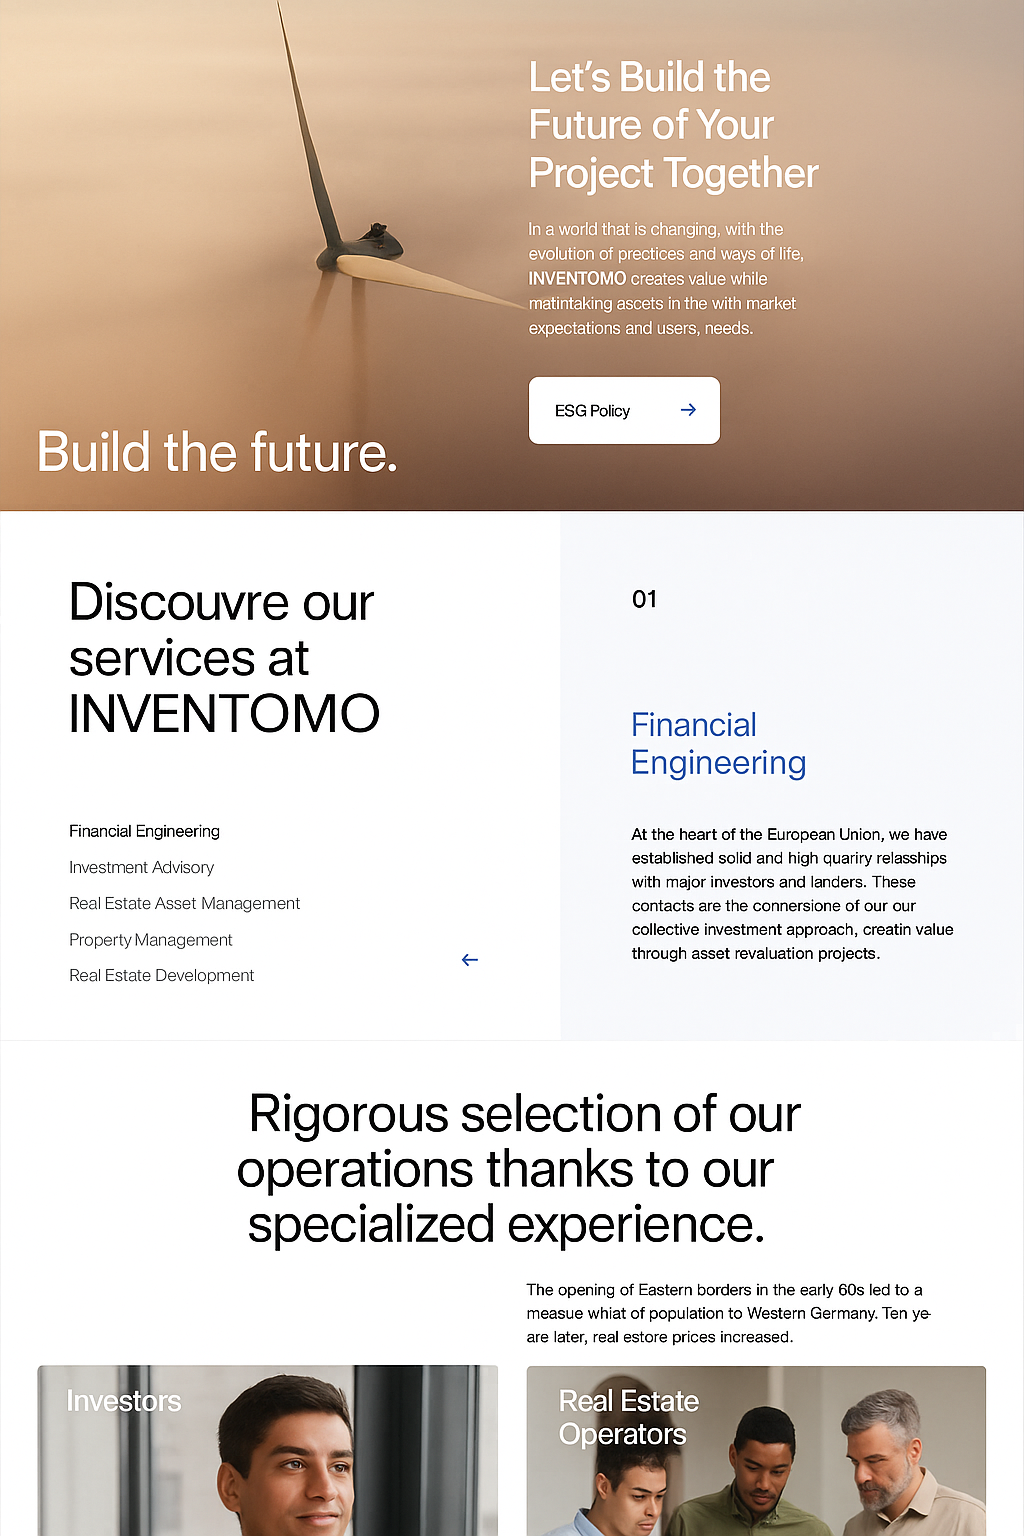 Let's Build the
Future of Your
Project Together
In a world that is changing, with the
evolution of prectices and ways of life,
INVENTOMO creates value while
matintaking ascets in the with market
expectations and users, needs.
ESG Policy
Build the future.
Discouvre our
services at
INVENTOMO
Financial Engineering
Investment Advisory
Real Estate Asset Management
Property Management
Real Estate Development
01
Financial
Engineering
At the heart of the European Union, we have
established solid and high quariry relasships
with major investors and landers. These
contacts are the connersione of our our
collective investment approach, creatin value
through asset revaluation projects.
Rigorous selection of our
operations thanks to our
specialized experience.
The opening of Eastern borders in the early 60s led to a
measue whiat of population to Western Germany. Ten ye-
are later, real estore prices increased.
Investors
Real Estate
Operators